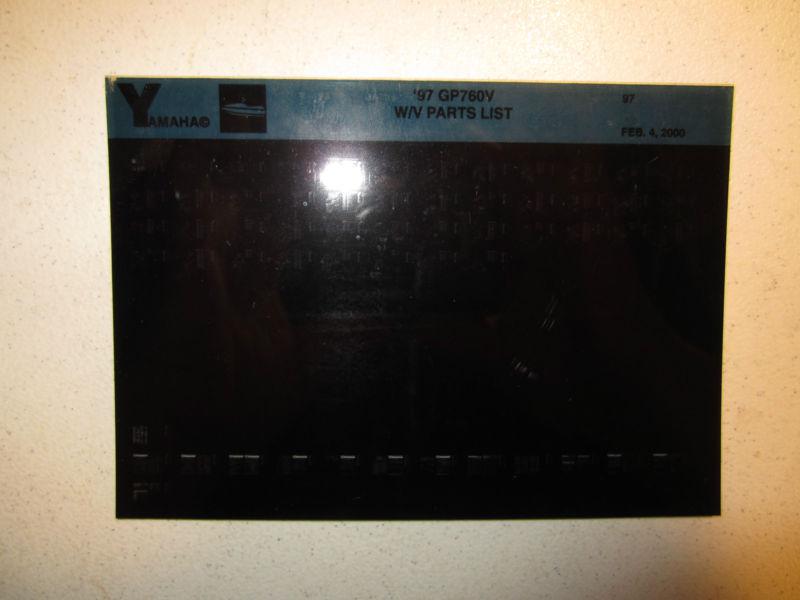 YAMAHA©
'97 GP760V
W/V PARTS LIST
97
FEB. 4, 2000